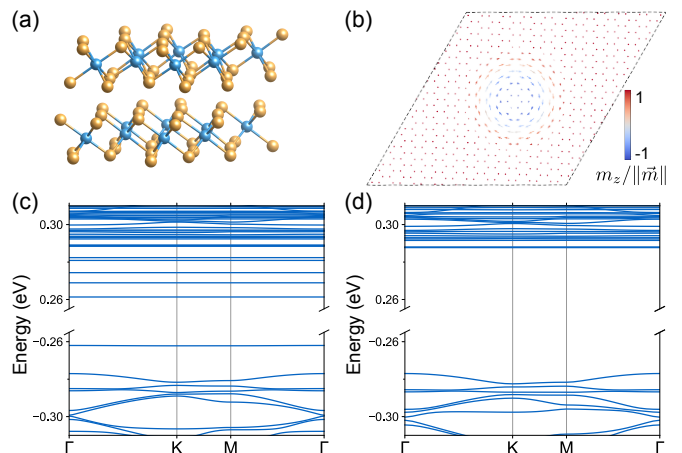 (a)
(b)
1
-1
m_z/‖m⃗‖
(c)
(d)
Energy (eV)
0.30
0.26
−0.26
−0.30
Γ K M Γ
Energy (eV)
0.30
0.26
−0.26
−0.30
Γ K M Γ